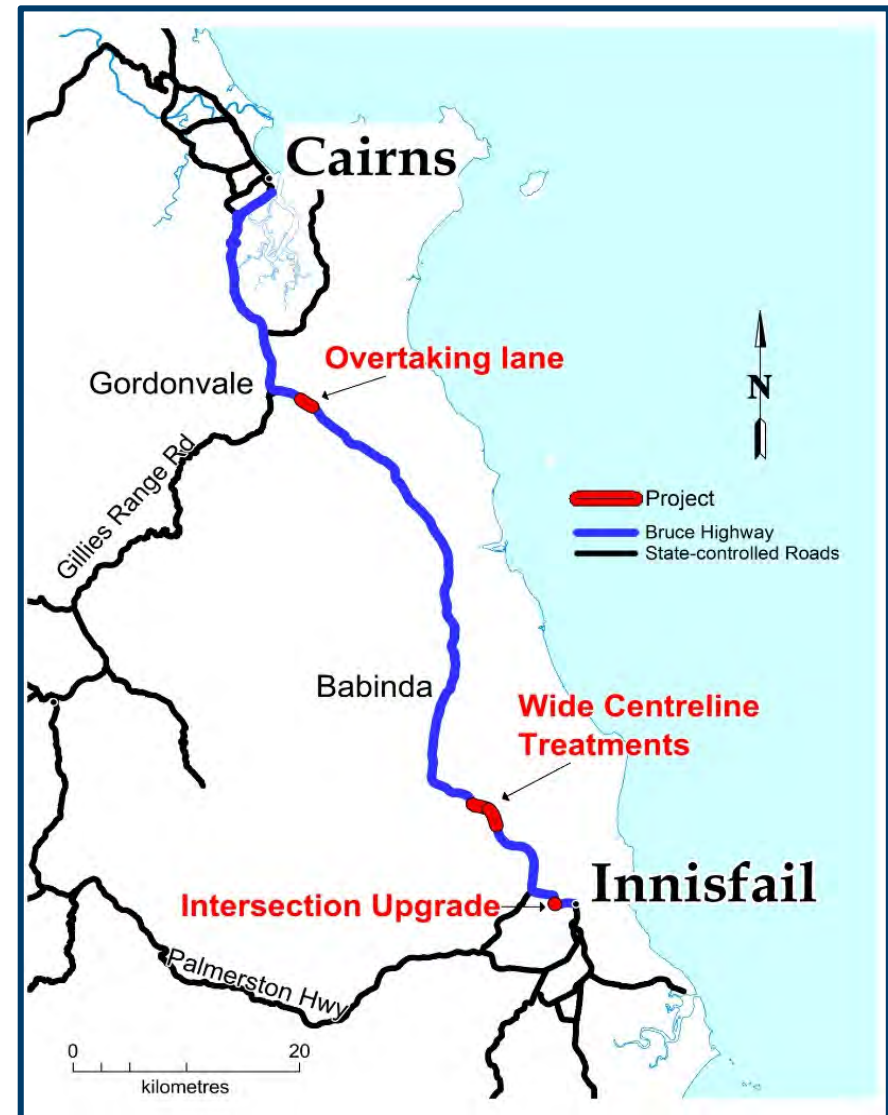 Cairns
Overtaking lane
Gordonvale
N
Gillies Range Rd
Project
Bruce Highway
State-controlled Roads
Babinda
Wide Centreline
Treatments
Innisfail
Intersection Upgrade
Palmerston Hwy
0 20
kilometres